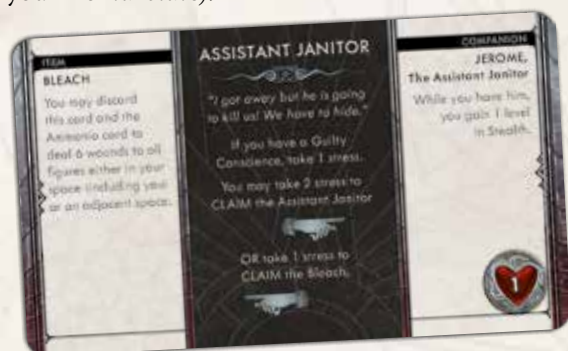 ITEM
BLEACH
You may discard
this card and the
Ammonia card to
deal 6 wounds to all
figures either in your
space (including you)
or an adjacent space.
ASSISTANT JANITOR
"I got away but he is going
to kill us! We have to hide."
If you have a Guilty
Conscience, take 1 stress.
You may take 2 stress to
CLAIM the Assistant Janitor
OR take 1 stress to
CLAIM the Bleach.
COMPANION
JEROME,
The Assistant Janitor
While you have him,
you gain 1 level
in Stealth.
1